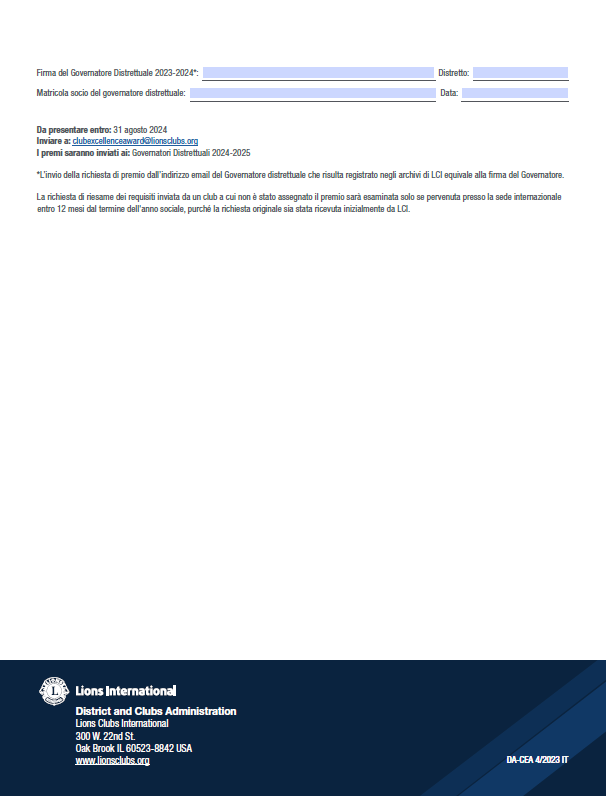 Firma del Governatore Distrettuale 2023-2024*: Distretto:
Matricola socio del governatore distrettuale: Data:
Da presentare entro: 31 agosto 2024
Inviare a: clubexcellenceaward@lionsclubs.org
I premi saranno inviati ai: Governatori Distrettuali 2024-2025
*L'invio della richiesta di premio dall'indirizzo email del Governatore distrettuale che risulta registrato negli archivi di LCI equivale alla firma del Governatore.
La richiesta di riesame dei requisiti inviata da un club a cui non è stato assegnato il premio sarà esaminata solo se pervenuta presso la sede internazionale
entro 12 mesi dal termine dell'anno sociale, purché la richiesta originale sia stata ricevuta inizialmente da LCI.
Lions International
District and Clubs Administration
Lions Clubs International
300 W. 22nd St.
Oak Brook IL 60523-8842 USA
www.lionsclubs.org
DA-CEA 4/2023 IT